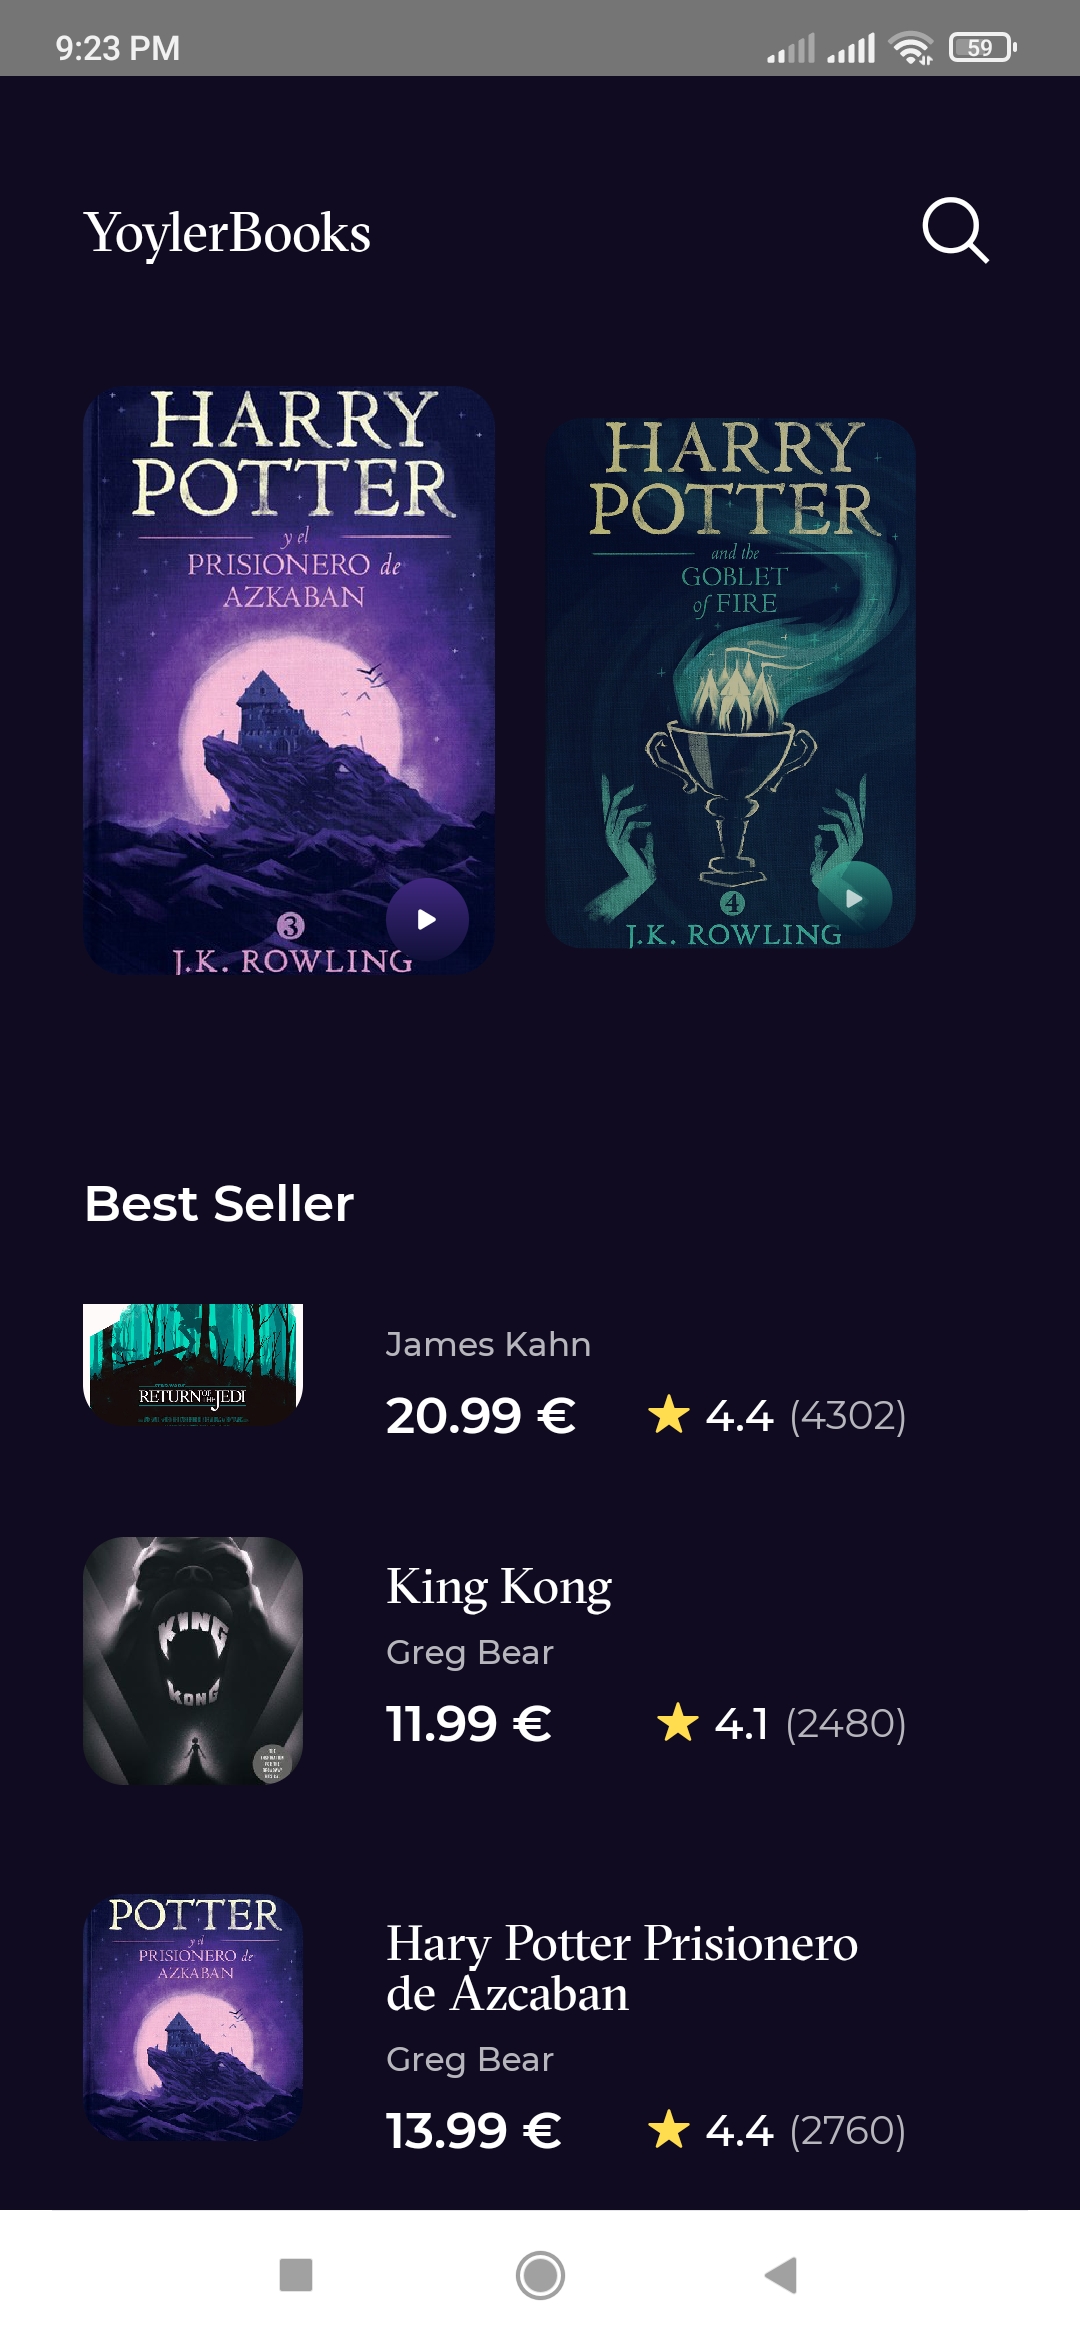 9:23 PM
59
YoylerBooks
HARRY
POTTER
y el
PRISIONERO de
AZKABAN
3
J.K. ROWLING
HARRY
POTTER
and the
GOBLET
of FIRE
4
J.K. ROWLING
Best Seller
RETURN OF THE JEDI
James Kahn
20.99 €
4.4 (4302)
KING
KONG
King Kong
Greg Bear
11.99 €
4.1 (2480)
POTTER
y el
PRISIONERO de
AZKABAN
Hary Potter Prisionero
de Azcaban
Greg Bear
13.99 €
4.4 (2760)